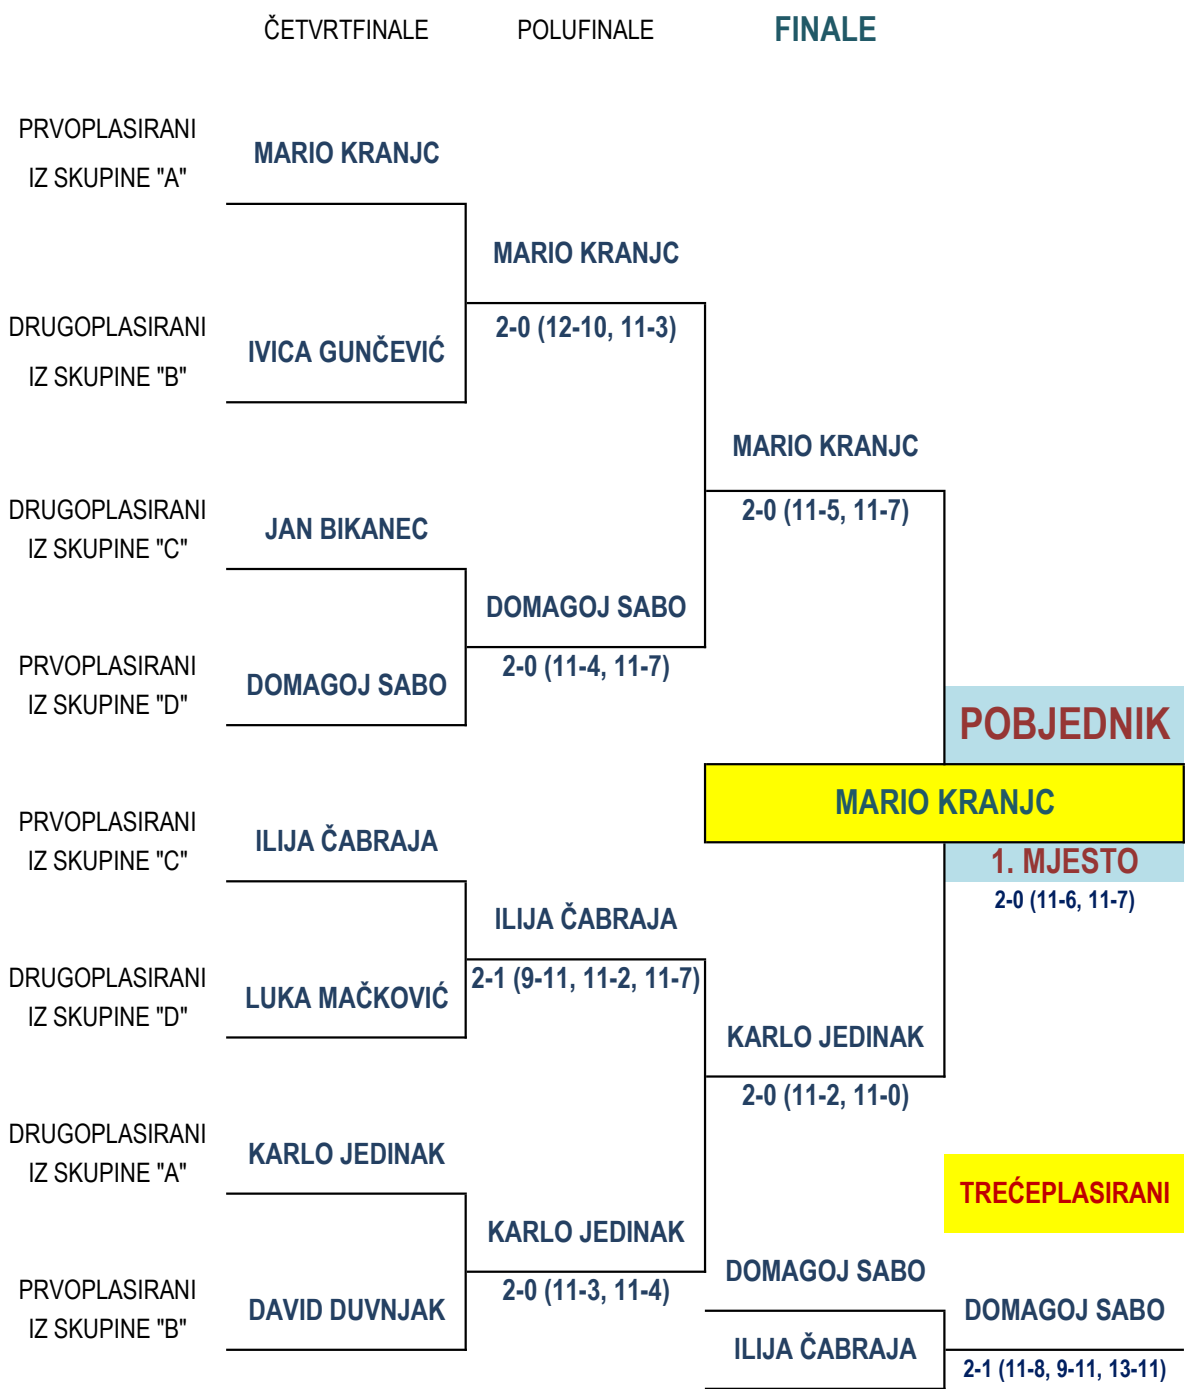 ČETVRTFINALE POLUFINALE FINALE
PRVOPLASIRANI
IZ SKUPINE "A"
MARIO KRANJC
MARIO KRANJC
2-0 (12-10, 11-3)
DRUGOPLASIRANI
IZ SKUPINE "B"
IVICA GUNČEVIĆ
MARIO KRANJC
2-0 (11-5, 11-7)
DRUGOPLASIRANI
IZ SKUPINE "C"
JAN BIKANEC
DOMAGOJ SABO
2-0 (11-4, 11-7)
PRVOPLASIRANI
IZ SKUPINE "D"
DOMAGOJ SABO
POBJEDNIK
MARIO KRANJC
1. MJESTO
2-0 (11-6, 11-7)
PRVOPLASIRANI
IZ SKUPINE "C"
ILIJA ČABRAJA
ILIJA ČABRAJA
2-1 (9-11, 11-2, 11-7)
DRUGOPLASIRANI
IZ SKUPINE "D"
LUKA MAČKOVIĆ
KARLO JEDINAK
2-0 (11-2, 11-0)
DRUGOPLASIRANI
IZ SKUPINE "A"
KARLO JEDINAK
KARLO JEDINAK
2-0 (11-3, 11-4)
PRVOPLASIRANI
IZ SKUPINE "B"
DAVID DUVNJAK
TREĆEPLASIRANI
DOMAGOJ SABO
ILIJA ČABRAJA
DOMAGOJ SABO
2-1 (11-8, 9-11, 13-11)